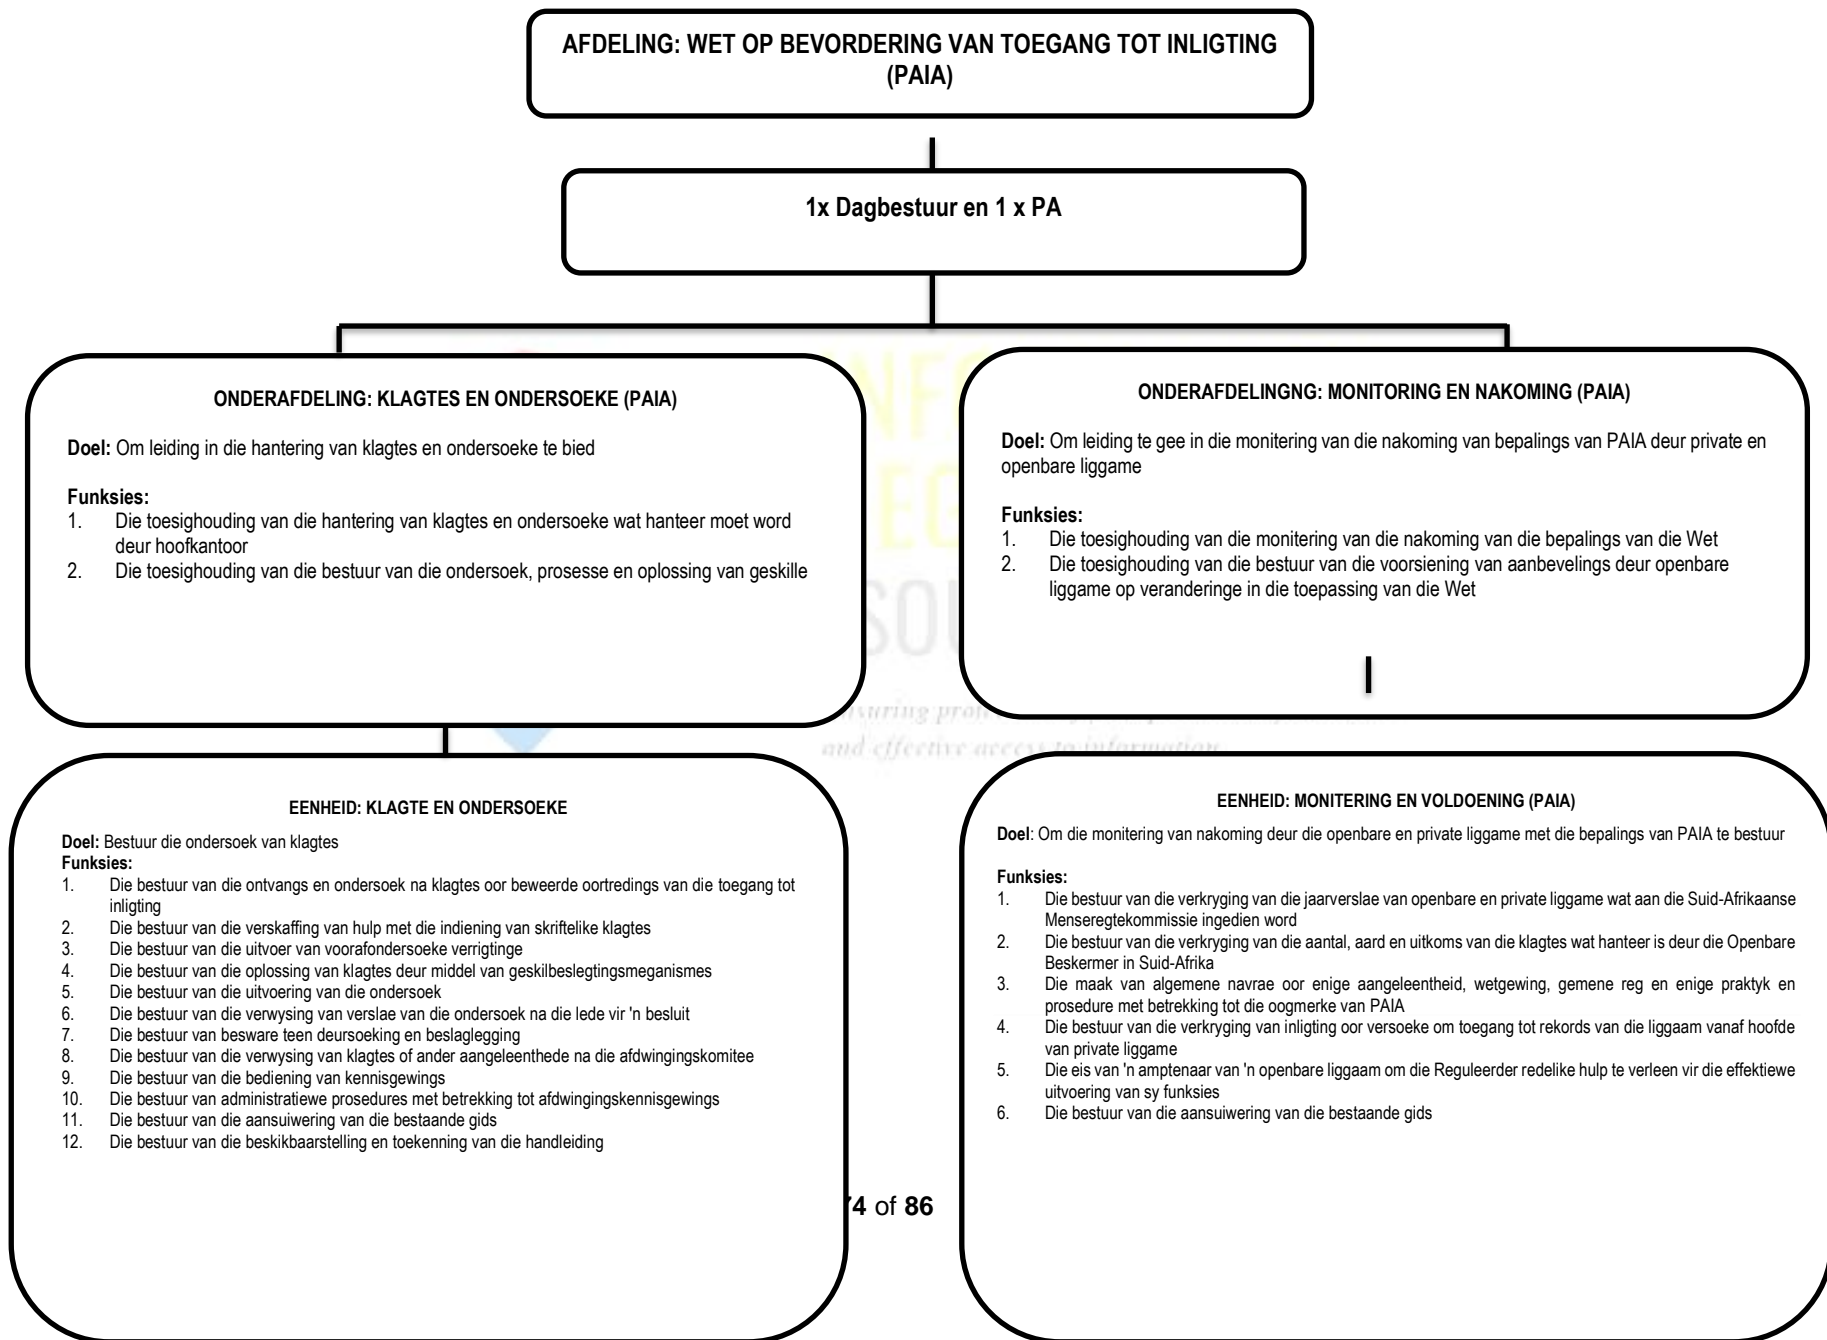 AFDELING: WET OP BEVORDERING VAN TOEGANG TOT INLIGTING
(PAIA)
1x Dagbestuur en 1 x PA
ONDERAFDELING: KLAGTES EN ONDERSOEKE (PAIA)
Doel: Om leiding in die hantering van klagtes en ondersoeke te bied
Funksies:
1. Die toesighouding van die hantering van klagtes en ondersoeke wat hanteer moet word
deur hoofkantoor
2. Die toesighouding van die bestuur van die ondersoek, prosesse en oplossing van geskille
ONDERAFDELINGNG: MONITORING EN NAKOMING (PAIA)
Doel: Om leiding te gee in die monitering van die nakoming van bepalings van PAIA deur private en
openbare liggame
Funksies:
1. Die toesighouding van die monitering van die nakoming van die bepalings van die Wet
2. Die toesighouding van die bestuur van die voorsiening van aanbevelings deur openbare
liggame op veranderinge in die toepassing van die Wet
and effective access to information
EENHEID: KLAGTE EN ONDERSOEKE
Doel: Bestuur die ondersoek van klagtes
Funksies:
1. Die bestuur van die ontvangs en ondersoek na klagtes oor beweerde oortredings van die toegang tot
inligting
2. Die bestuur van die verskaffing van hulp met die indiening van skriftelike klagtes
3. Die bestuur van die uitvoer van voorafondersoeke verrigtinge
4. Die bestuur van die oplossing van klagtes deur middel van geskilbeslegtingsmeganismes
5. Die bestuur van die uitvoering van die ondersoek
6. Die bestuur van die verwysing van verslae van die ondersoek na die lede vir 'n besluit
7. Die bestuur van besware teen deursoeking en beslaglegging
8. Die bestuur van die verwysing van klagtes of ander aangeleenthede na die afdwingingskomitee
9. Die bestuur van die bediening van kennisgewings
10. Die bestuur van administratiewe prosedures met betrekking tot afdwingingskennisgewings
11. Die bestuur van die aansuiwering van die bestaande gids
12. Die bestuur van die beskikbaarstelling en toekenning van die handleiding
EENHEID: MONITERING EN VOLDOENING (PAIA)
Doel: Om die monitering van nakoming deur die openbare en private liggame met die bepalings van PAIA te bestuur
Funksies:
1. Die bestuur van die verkryging van die jaarverslae van openbare en private liggame wat aan die Suid-Afrikaanse
Menseregtekommissie ingedien word
2. Die bestuur van die verkryging van die aantal, aard en uitkoms van die klagtes wat hanteer is deur die Openbare
Beskermer in Suid-Afrika
3. Die maak van algemene navrae oor enige aangeleentheid, wetgewing, gemene reg en enige praktyk en
prosedure met betrekking tot die oogmerke van PAIA
4. Die bestuur van die verkryging van inligting oor versoeke om toegang tot rekords van die liggaam vanaf hoofde
van private liggame
5. Die eis van 'n amptenaar van 'n openbare liggaam om die Reguleerder redelike hulp te verleen vir die effektiewe
uitvoering van sy funksies
6. Die bestuur van die aansuiwering van die bestaande gids
4 of 86